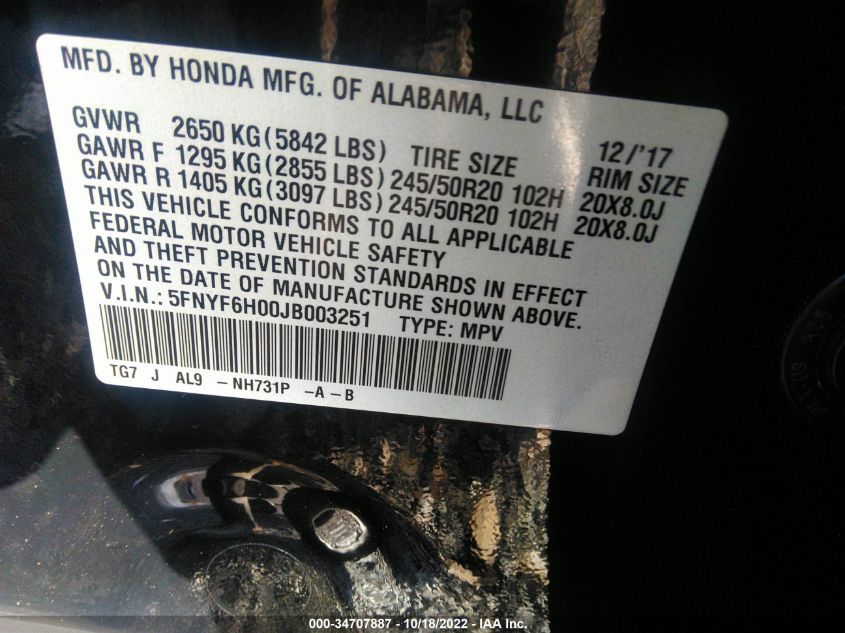 MFD. BY HONDA MFG. OF ALABAMA, LLC
GVWR 2650 KG(5842 LBS) TIRE SIZE 12/'17 RIM SIZE
GAWR F 1295 KG(2855 LBS) 245/50R20 102H 20X8.0J
GAWR R 1405 KG(3097 LBS) 245/50R20 102H 20X8.0J
THIS VEHICLE CONFORMS TO ALL APPLICABLE
FEDERAL MOTOR VEHICLE SAFETY
AND THEFT PREVENTION STANDARDS IN EFFECT
ON THE DATE OF MANUFACTURE SHOWN ABOVE.
V.I.N.: 5FNYF6H00JB003251 TYPE: MPV
TG7 J AL9 – NH731P –A – B
000-34707887 - 10/18/2022 - IAA Inc.